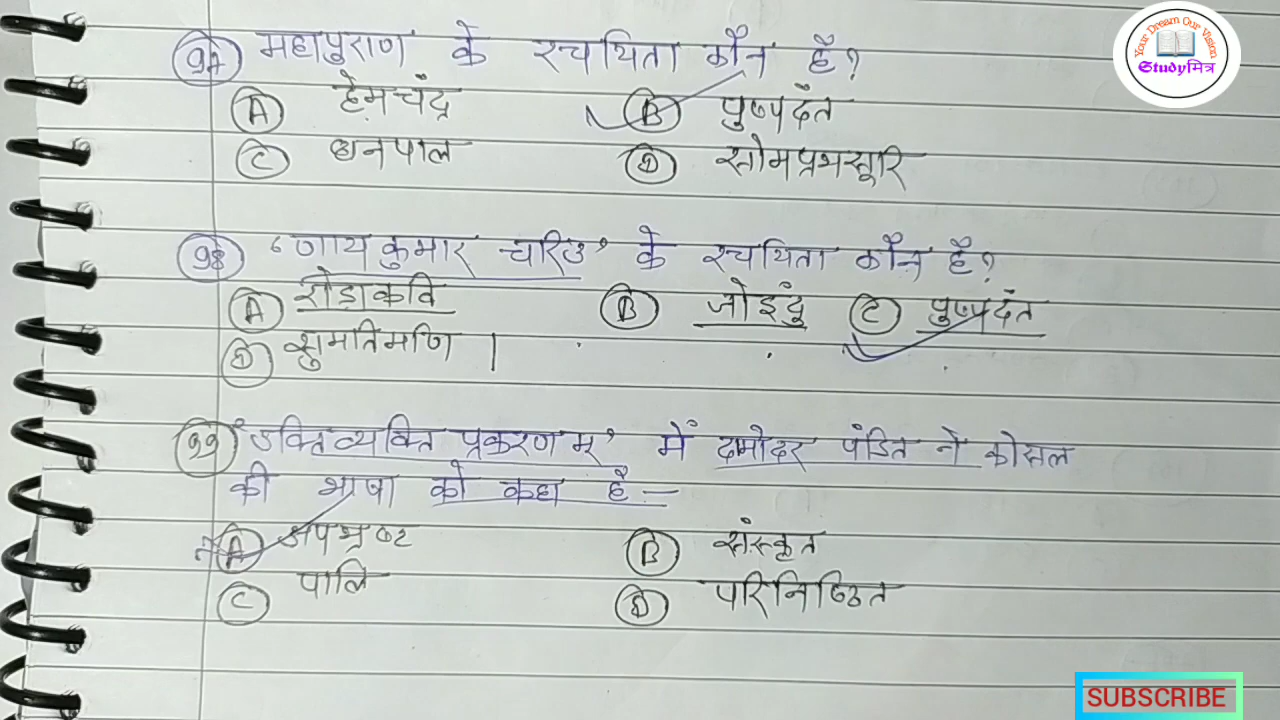 97 महापुराण के रचयिता कौन है?
A हेमचंद्र B पुष्पदंत
C धनपाल D सोमप्रभसूरि
98 'णायकुमार चरिउ' के रचयिता कौन है?
A रोडाकवि B जोइंदु C पुष्पदंत
D सुमतिमणि ।
99 'उक्तिव्यक्ति प्रकरणम्' में दामोदर पंडित ने कोसल
की भाषा को कहा है:-
A अपभ्रष्ट B संस्कृत
C पालि D परिनिष्ठित
Your Dream Our Vision
Studyमित्र
SUBSCRIBE